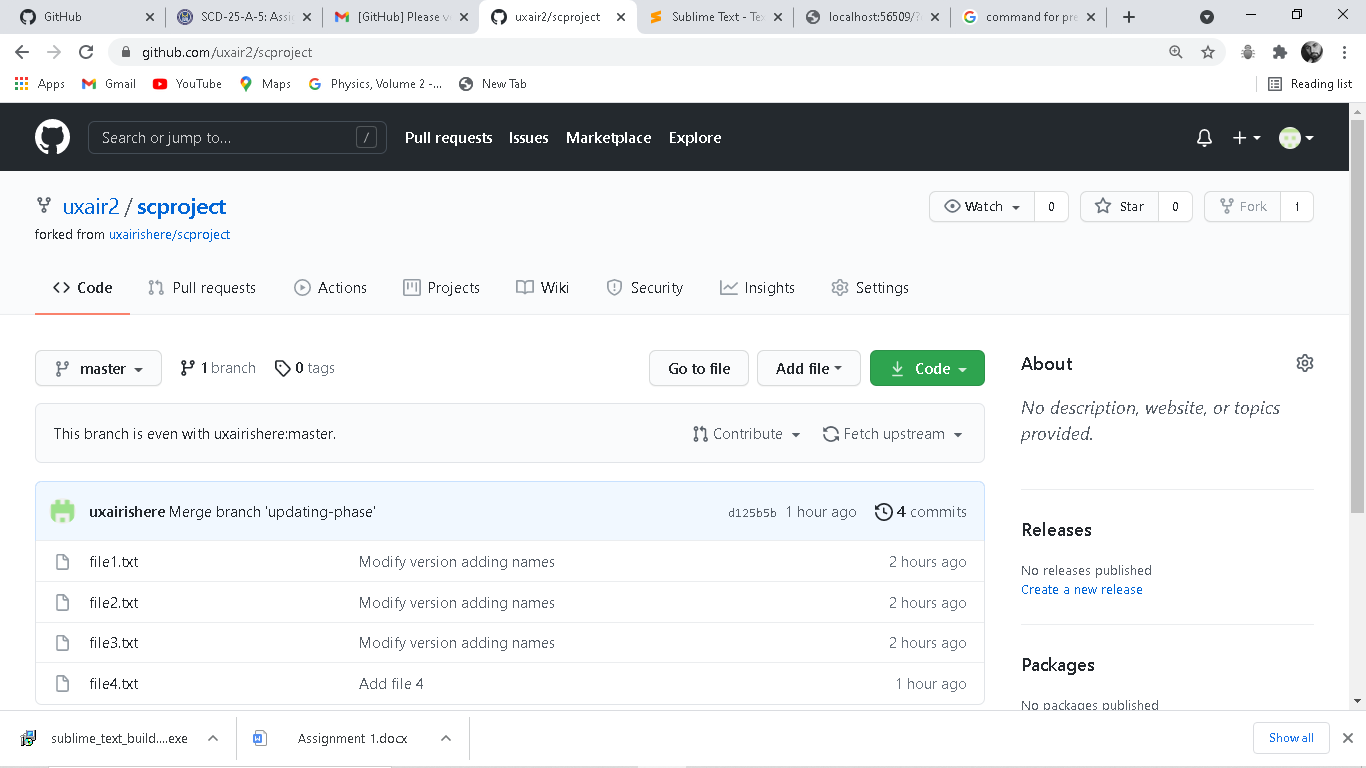 GitHub
SCD-25-A-5: Assi
[GitHub] Please v
uxair2/scproject
Sublime Text - Tex
localhost:56509/?
command for pre
github.com/uxair2/scproject
Apps
Gmail
YouTube
Maps
Physics, Volume 2 -...
New Tab
Reading list
Search or jump to...
/
Pull requests
Issues
Marketplace
Explore
uxair2 / scproject
Watch
0
Star
0
Fork
1
forked from uxairishere/scproject
Code
Pull requests
Actions
Projects
Wiki
Security
Insights
Settings
master
1 branch
0 tags
Go to file
Add file
Code
This branch is even with uxairishere:master.
Contribute
Fetch upstream
uxairishere Merge branch 'updating-phase'
d125b5b 1 hour ago
4 commits
file1.txt
Modify version adding names
2 hours ago
file2.txt
Modify version adding names
2 hours ago
file3.txt
Modify version adding names
2 hours ago
file4.txt
Add file 4
1 hour ago
About
No description, website, or topics
provided.
Releases
No releases published
Create a new release
Packages
No packages published
sublime_text_build....exe
Assignment 1.docx
Show all